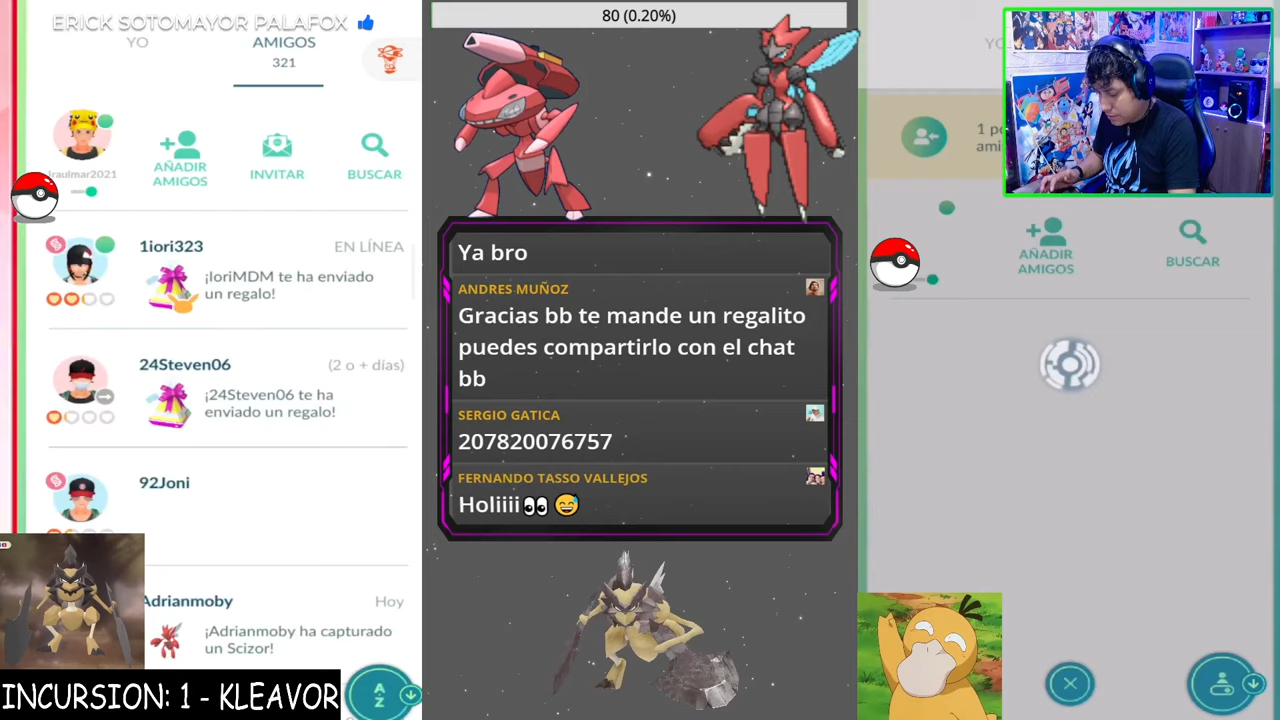 ERICK SOTOMAYOR PALAFOX
YO
AMIGOS
321
AÑADIR
AMIGOS
INVITAR
BUSCAR
lraulmar2021
1iori323
EN LÍNEA
¡IoriMDM te ha enviado
un regalo!
24Steven06
(2 o + días)
¡24Steven06 te ha
enviado un regalo!
92Joni
Adrianmoby
Hoy
¡Adrianmoby ha capturado
un Scizor!
A
Z
INCURSION: 1 - KLEAVOR
80 (0.20%)
Ya bro
ANDRES MUÑOZ
Gracias bb te mande un regalito
puedes compartirlo con el chat
bb
SERGIO GATICA
207820076757
FERNANDO TASSO VALLEJOS
Holiiii👀 😅
AÑADIR
AMIGOS
BUSCAR